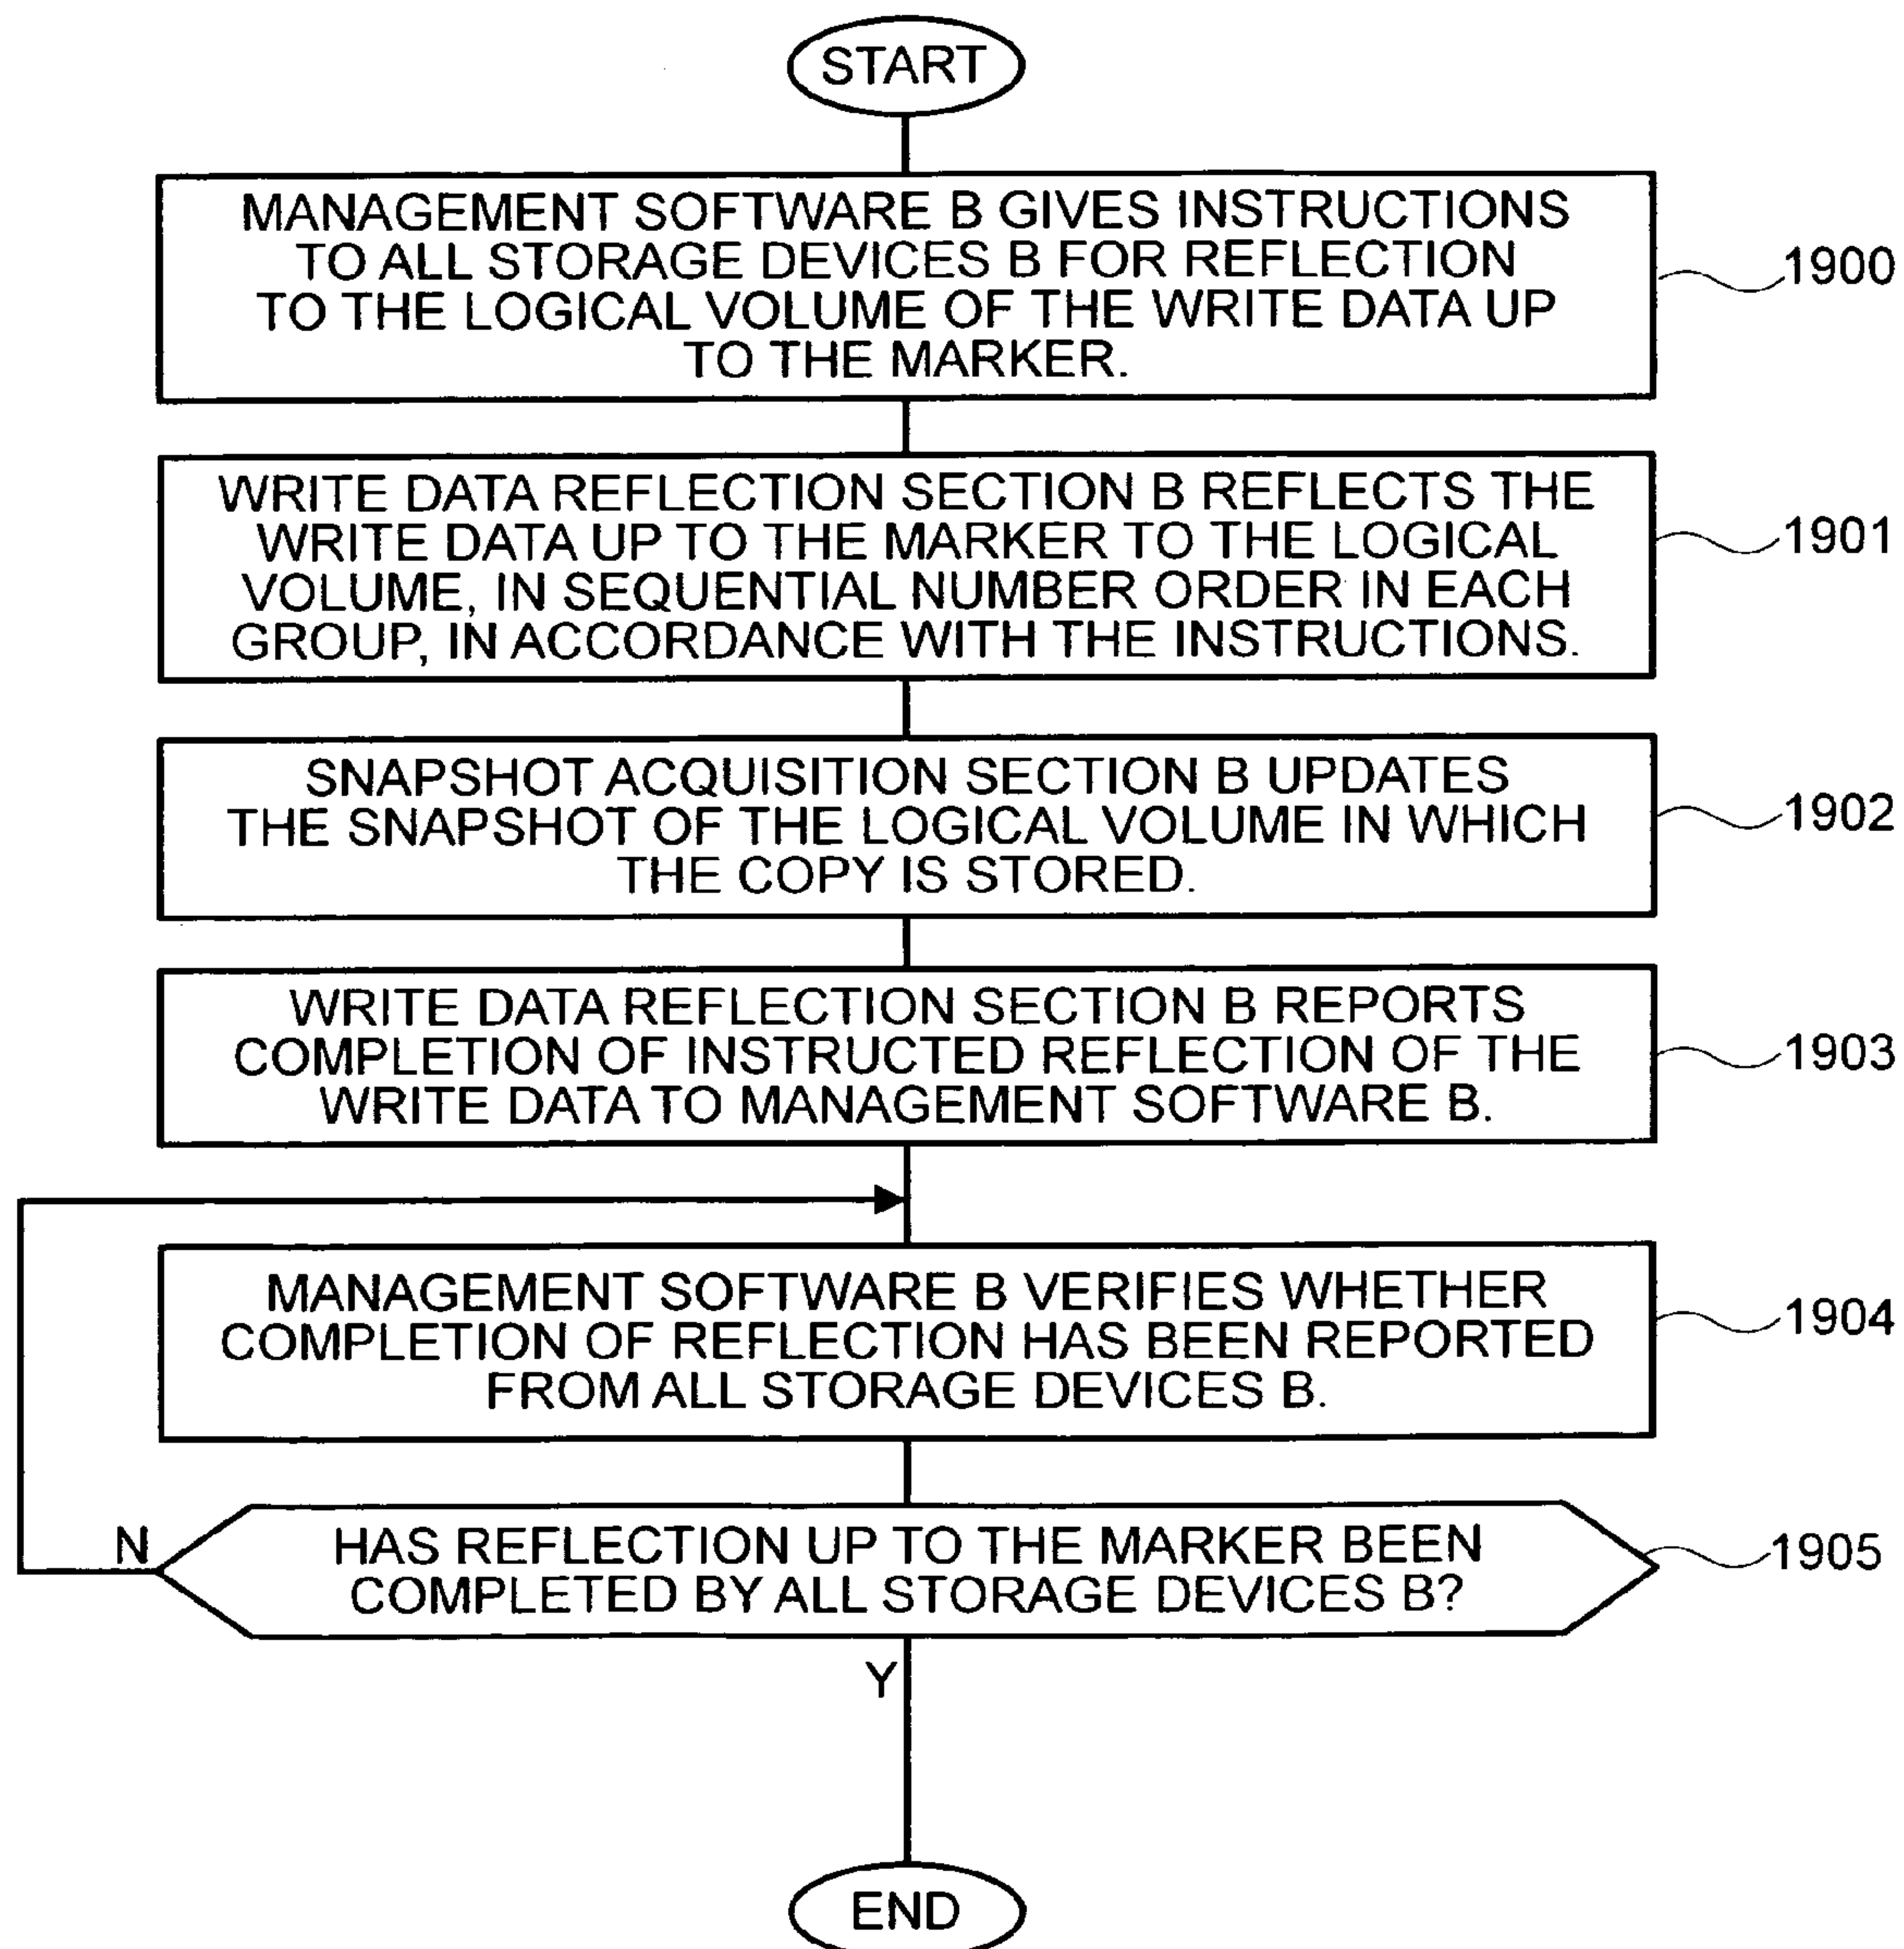 START
MANAGEMENT SOFTWARE B GIVES INSTRUCTIONS
TO ALL STORAGE DEVICES B FOR REFLECTION
TO THE LOGICAL VOLUME OF THE WRITE DATA UP
TO THE MARKER.
1900
WRITE DATA REFLECTION SECTION B REFLECTS THE
WRITE DATA UP TO THE MARKER TO THE LOGICAL
VOLUME, IN SEQUENTIAL NUMBER ORDER IN EACH
GROUP, IN ACCORDANCE WITH THE INSTRUCTIONS.
1901
SNAPSHOT ACQUISITION SECTION B UPDATES
THE SNAPSHOT OF THE LOGICAL VOLUME IN WHICH
THE COPY IS STORED.
1902
WRITE DATA REFLECTION SECTION B REPORTS
COMPLETION OF INSTRUCTED REFLECTION OF THE
WRITE DATA TO MANAGEMENT SOFTWARE B.
1903
MANAGEMENT SOFTWARE B VERIFIES WHETHER
COMPLETION OF REFLECTION HAS BEEN REPORTED
FROM ALL STORAGE DEVICES B.
1904
N
HAS REFLECTION UP TO THE MARKER BEEN
COMPLETED BY ALL STORAGE DEVICES B?
1905
Y
END